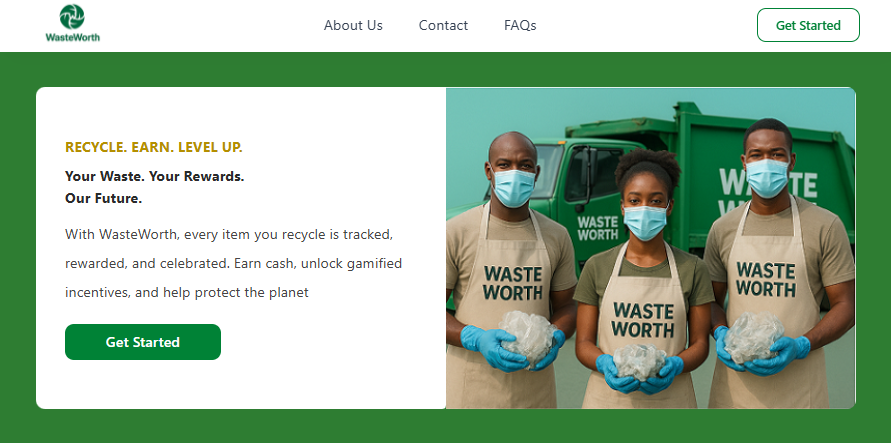 WasteWorth
About Us
Contact
FAQs
Get Started
RECYCLE. EARN. LEVEL UP.
Your Waste. Your Rewards.
Our Future.
With WasteWorth, every item you recycle is tracked,
rewarded, and celebrated. Earn cash, unlock gamified
incentives, and help protect the planet
Get Started
WASTE
WORTH
WASTE
WORTH
WASTE
WORTH
WASTE
WORTH
WASTE